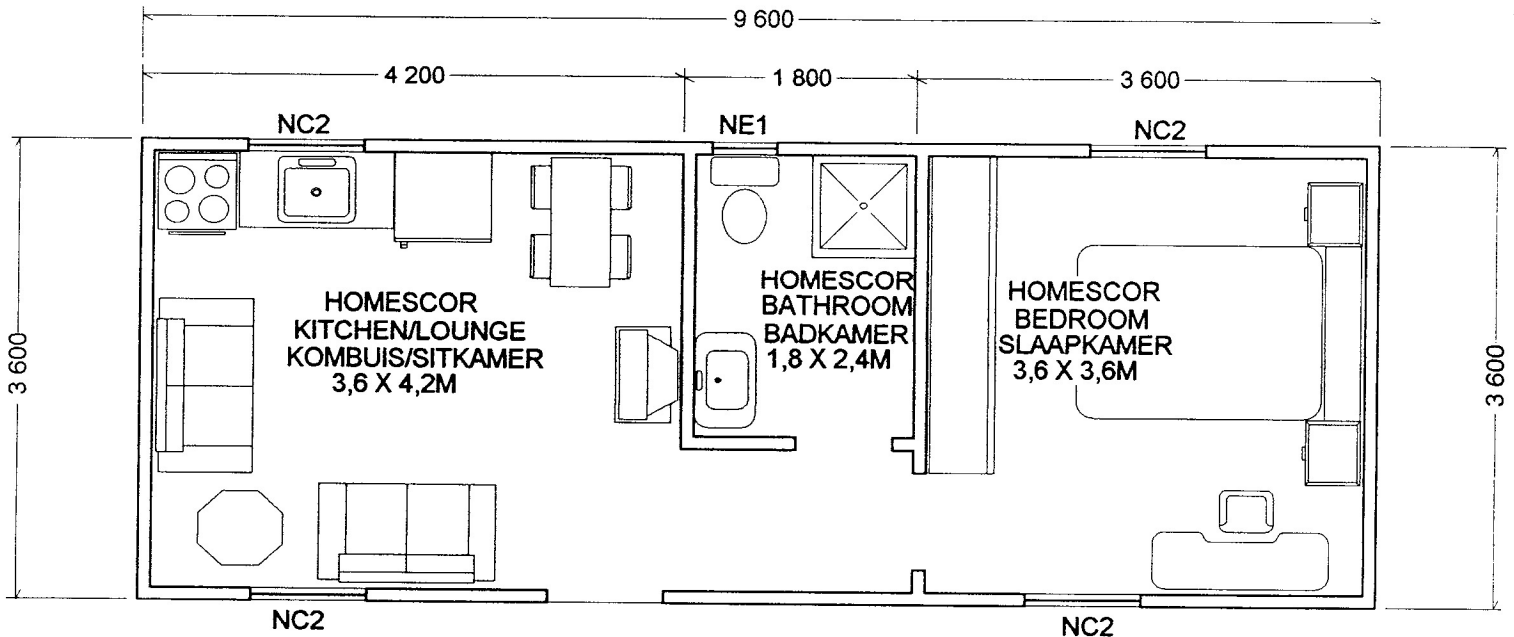 9 600
4 200
1 800
3 600
NC2
NE1
NC2
3 600
HOMESCOR
KITCHEN/LOUNGE
KOMBUIS/SITKAMER
3,6 X 4,2M
HOMESCOR
BATHROOM
BADKAMER
1,8 X 2,4M
HOMESCOR
BEDROOM
SLAAPKAMER
3,6 X 3,6M
3 600
NC2
NC2